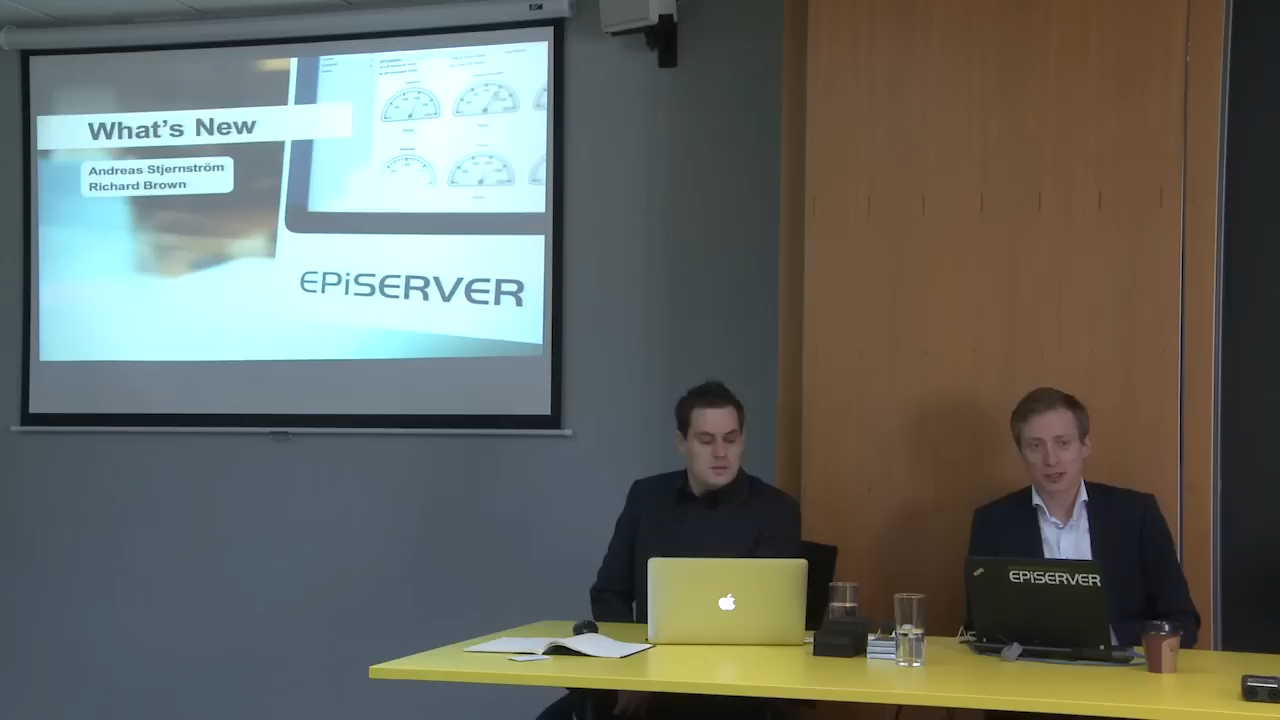 What's New
Andreas Stjernström
Richard Brown
EPiSERVER
EPiSERVER